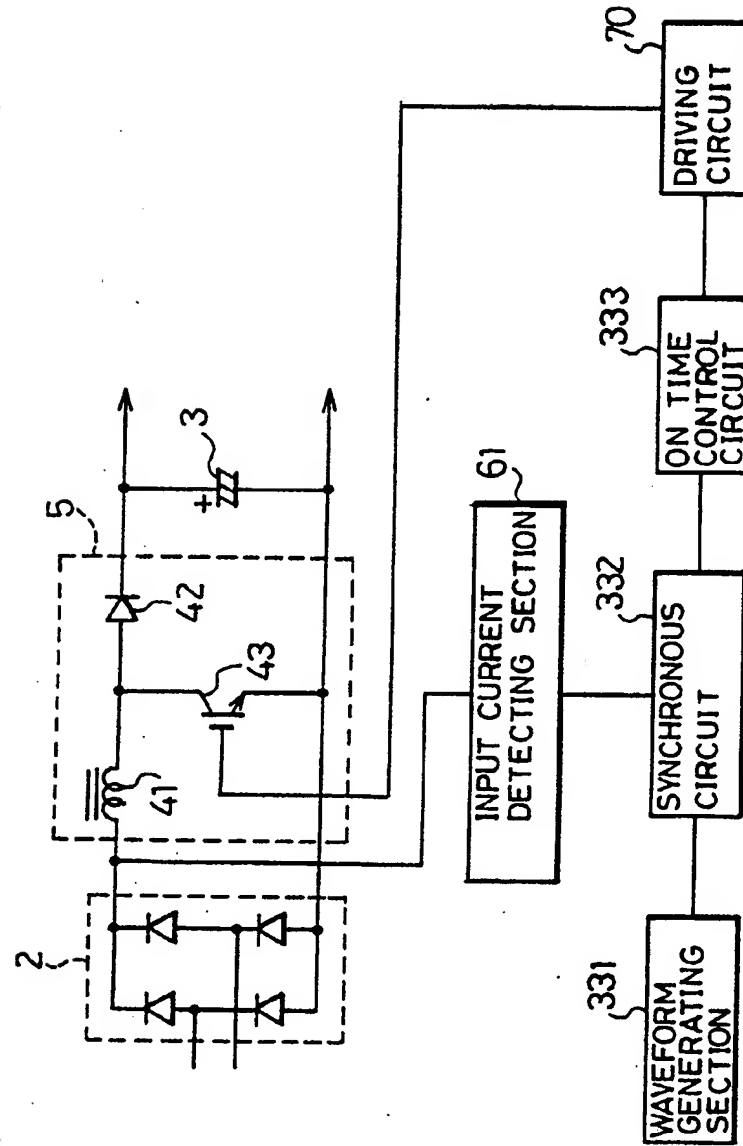 5
2
42
3
+
41
43
61
INPUT CURRENT
DETECTING SECTION
331
WAVEFORM
GENERATING
SECTION
332
SYNCHRONOUS
CIRCUIT
333
ON TIME
CONTROL
CIRCUIT
70
DRIVING
CIRCUIT